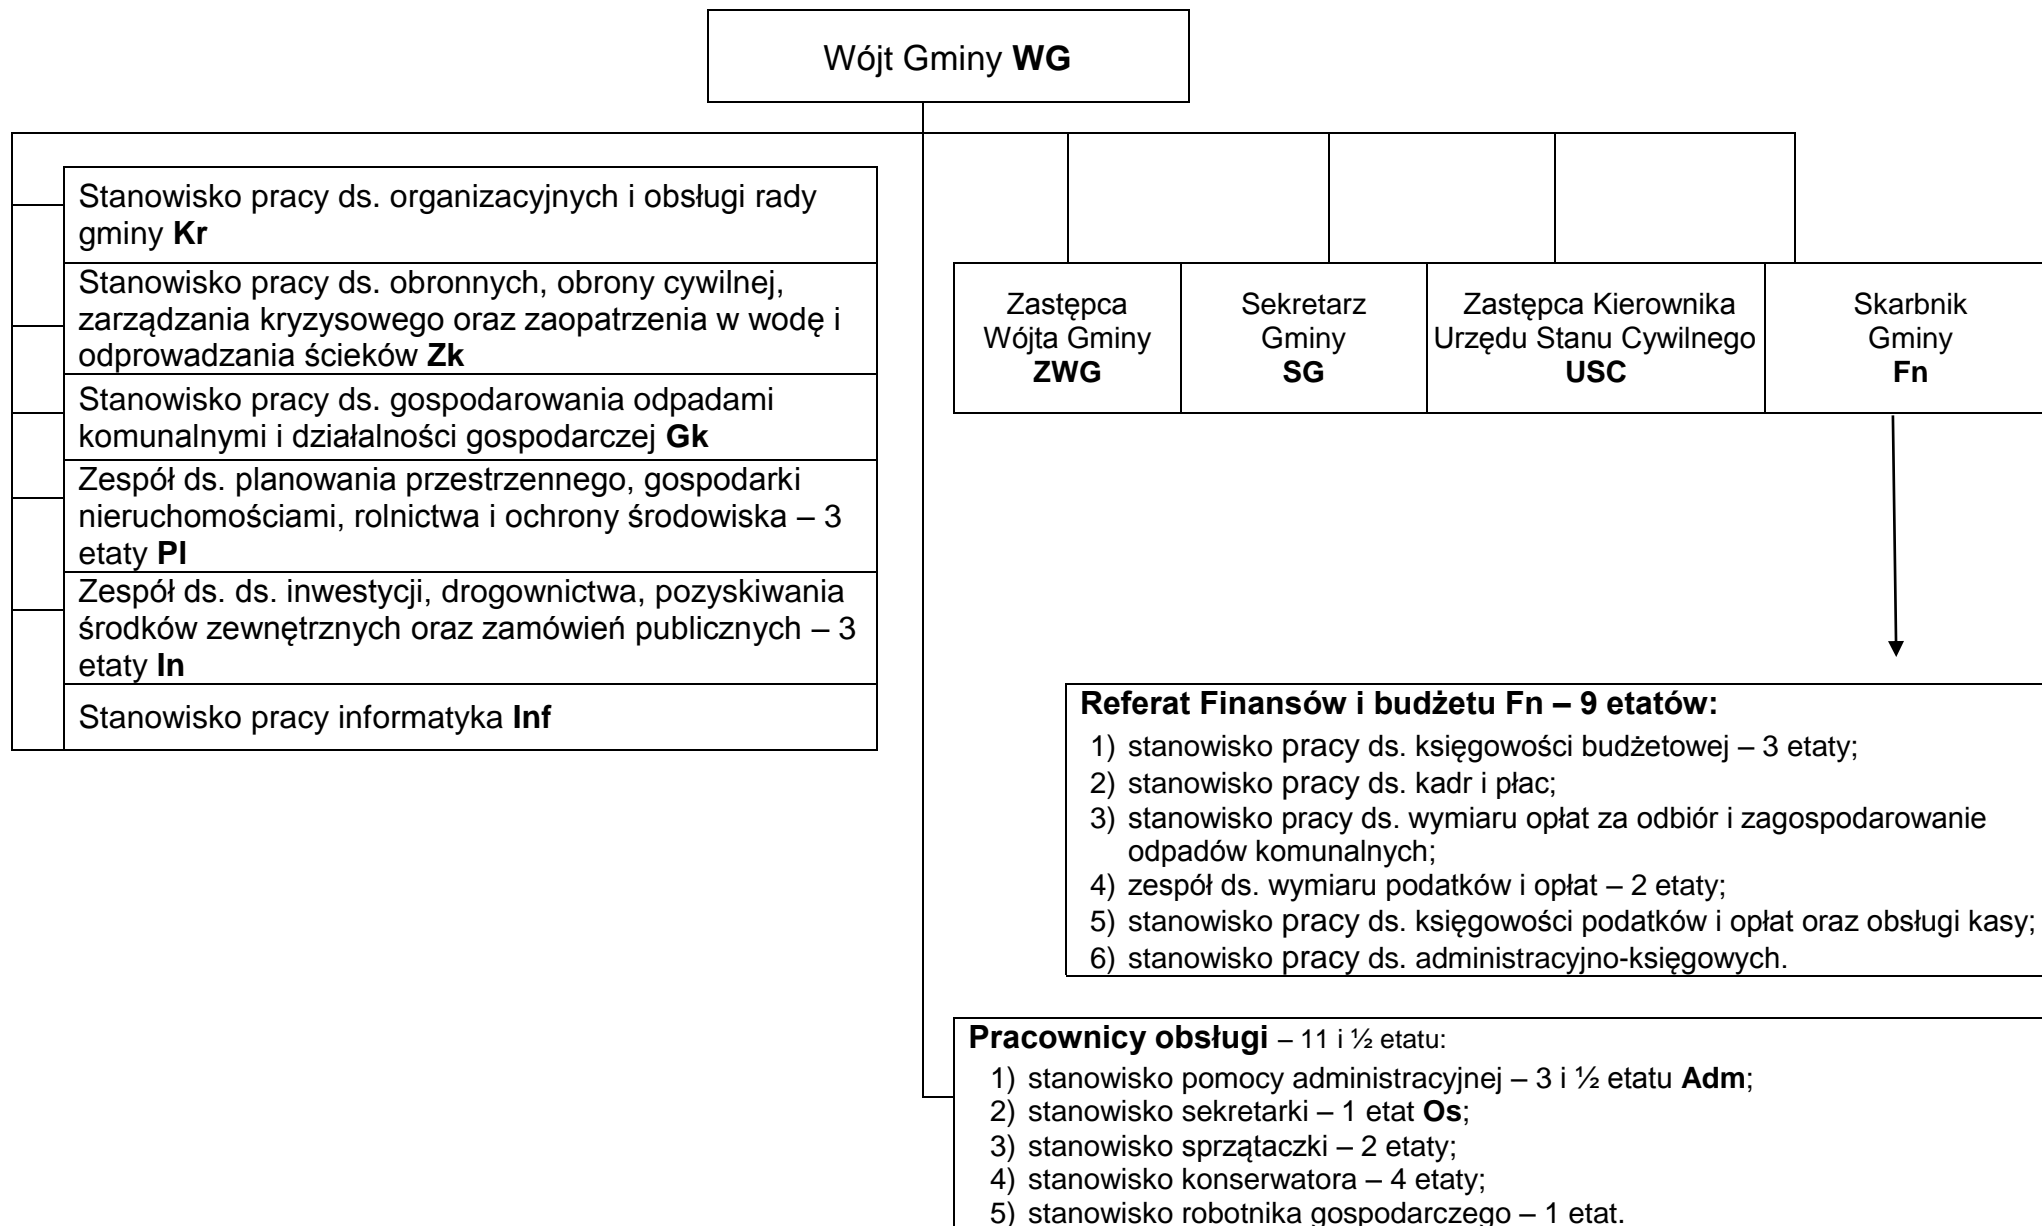 Wójt Gminy WG
Stanowisko pracy ds. organizacyjnych i obsługi rady
gminy Kr
Stanowisko pracy ds. obronnych, obrony cywilnej,
zarządzania kryzysowego oraz zaopatrzenia w wodę i
odprowadzania ścieków Zk
Stanowisko pracy ds. gospodarowania odpadami
komunalnymi i działalności gospodarczej Gk
Zespół ds. planowania przestrzennego, gospodarki
nieruchomościami, rolnictwa i ochrony środowiska – 3
etaty Pl
Zespół ds. ds. inwestycji, drogownictwa, pozyskiwania
środków zewnętrznych oraz zamówień publicznych – 3
etaty In
Stanowisko pracy informatyka Inf
Zastępca
Wójta Gminy
ZWG
Sekretarz
Gminy
SG
Zastępca Kierownika
Urzędu Stanu Cywilnego
USC
Skarbnik
Gminy
Fn
Referat Finansów i budżetu Fn – 9 etatów:
1) stanowisko pracy ds. księgowości budżetowej – 3 etaty;
2) stanowisko pracy ds. kadr i płac;
3) stanowisko pracy ds. wymiaru opłat za odbiór i zagospodarowanie
odpadów komunalnych;
4) zespół ds. wymiaru podatków i opłat – 2 etaty;
5) stanowisko pracy ds. księgowości podatków i opłat oraz obsługi kasy;
6) stanowisko pracy ds. administracyjno-księgowych.
Pracownicy obsługi – 11 i ½ etatu:
1) stanowisko pomocy administracyjnej – 3 i ½ etatu Adm;
2) stanowisko sekretarki – 1 etat Os;
3) stanowisko sprzątaczki – 2 etaty;
4) stanowisko konserwatora – 4 etaty;
5) stanowisko robotnika gospodarczego – 1 etat.